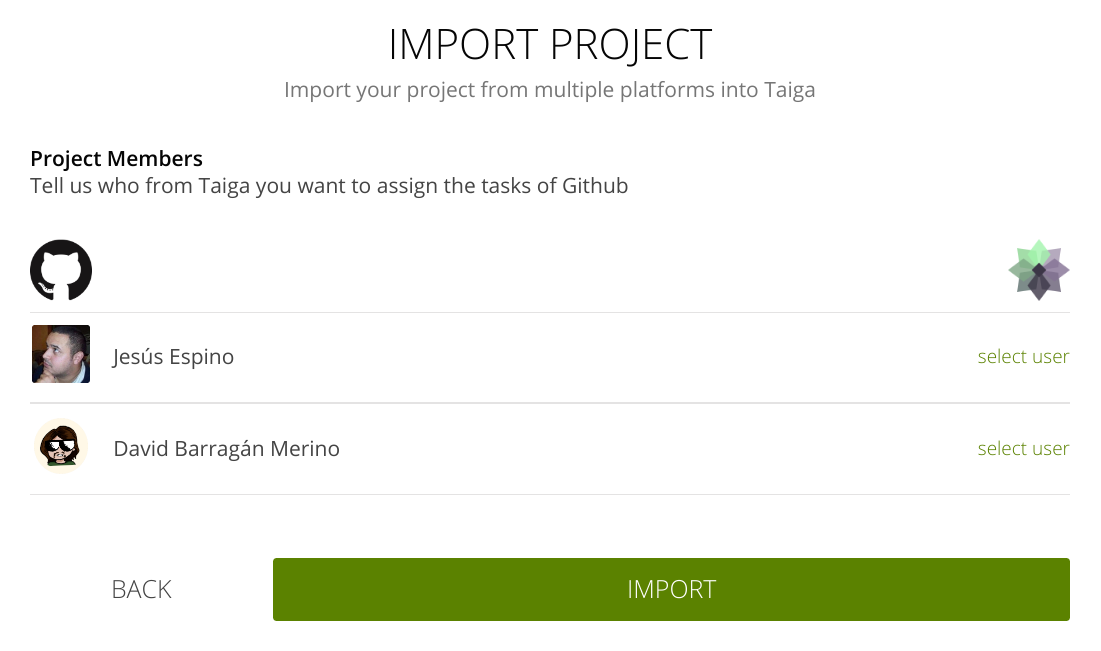 IMPORT PROJECT
Import your project from multiple platforms into Taiga
Project Members
Tell us who from Taiga you want to assign the tasks of Github
Jesús Espino
select user
David Barragán Merino
select user
BACK
IMPORT